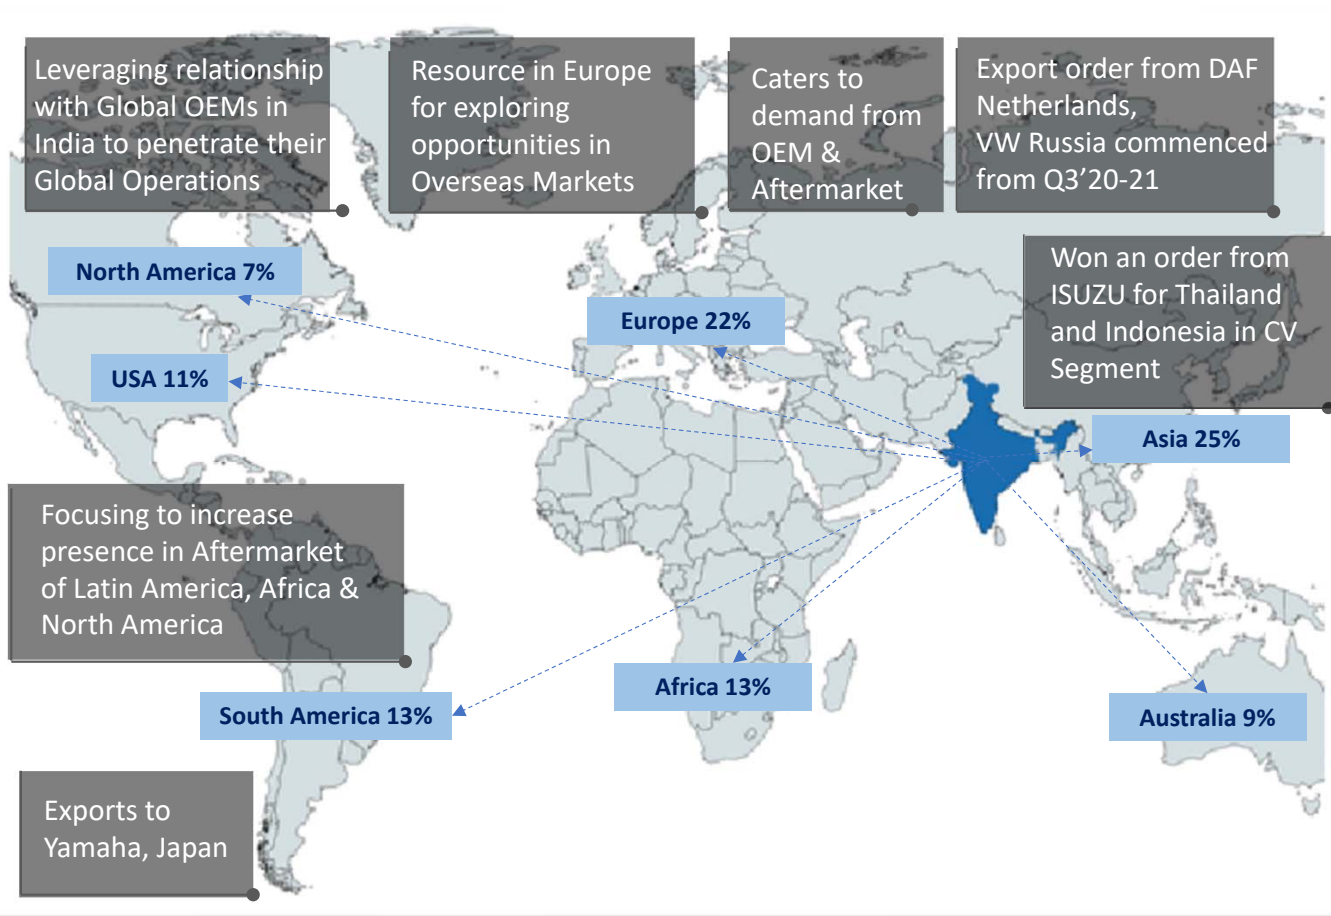 Leveraging relationship
with Global OEMs in
India to penetrate their
Global Operations
Resource in Europe
for exploring
opportunities in
Overseas Markets
Caters to
demand from
OEM &
Aftermarket
Export order from DAF
Netherlands,
VW Russia commenced
from Q3’20-21
Won an order from
ISUZU for Thailand
and Indonesia in CV
Segment
North America 7%
Europe 22%
USA 11%
Asia 25%
Focusing to increase
presence in Aftermarket
of Latin America, Africa &
North America
Africa 13%
South America 13%
Australia 9%
Exports to
Yamaha, Japan